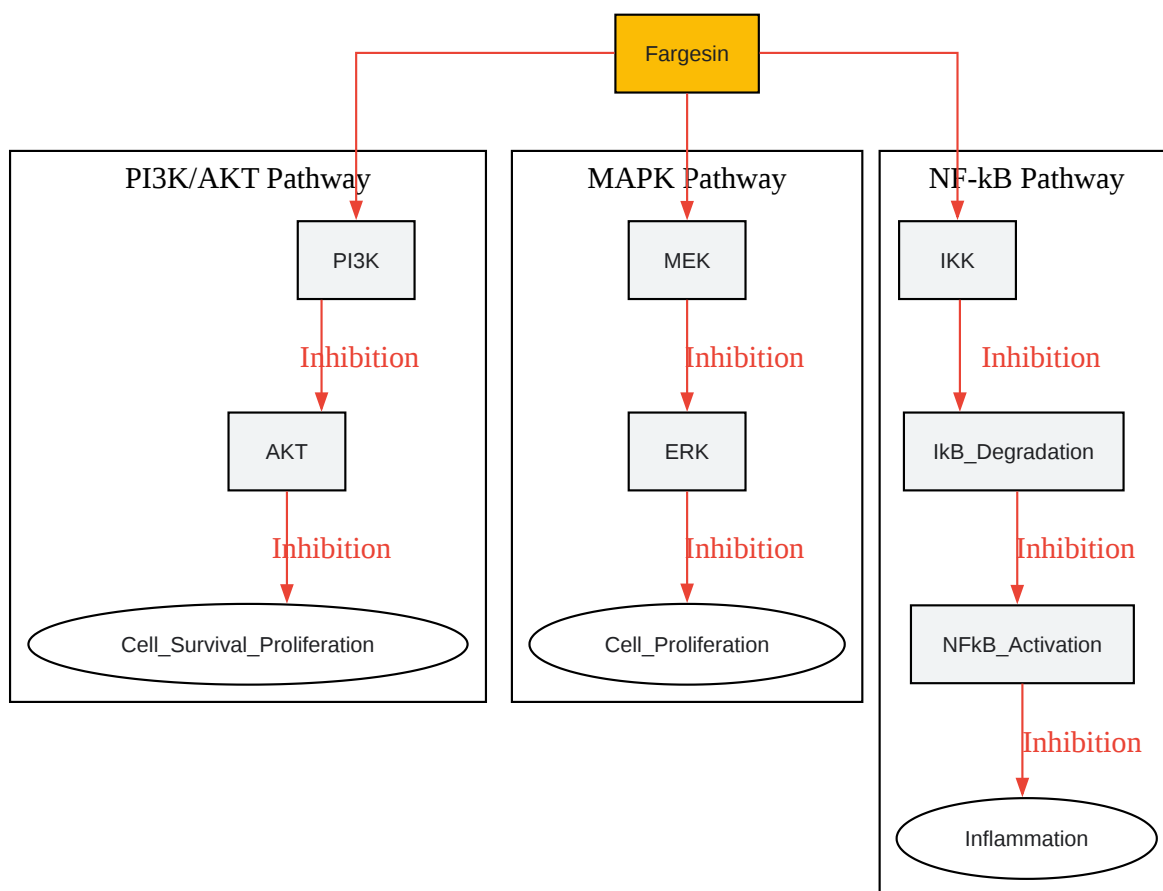 Fargesin
PI3K/AKT Pathway
PI3K
Inhibition
AKT
Inhibition
Cell_Survival_Proliferation
MAPK Pathway
MEK
Inhibition
ERK
Inhibition
Cell_Proliferation
NF-kB Pathway
IKK
Inhibition
IkB_Degradation
Inhibition
NFkB_Activation
Inhibition
Inflammation